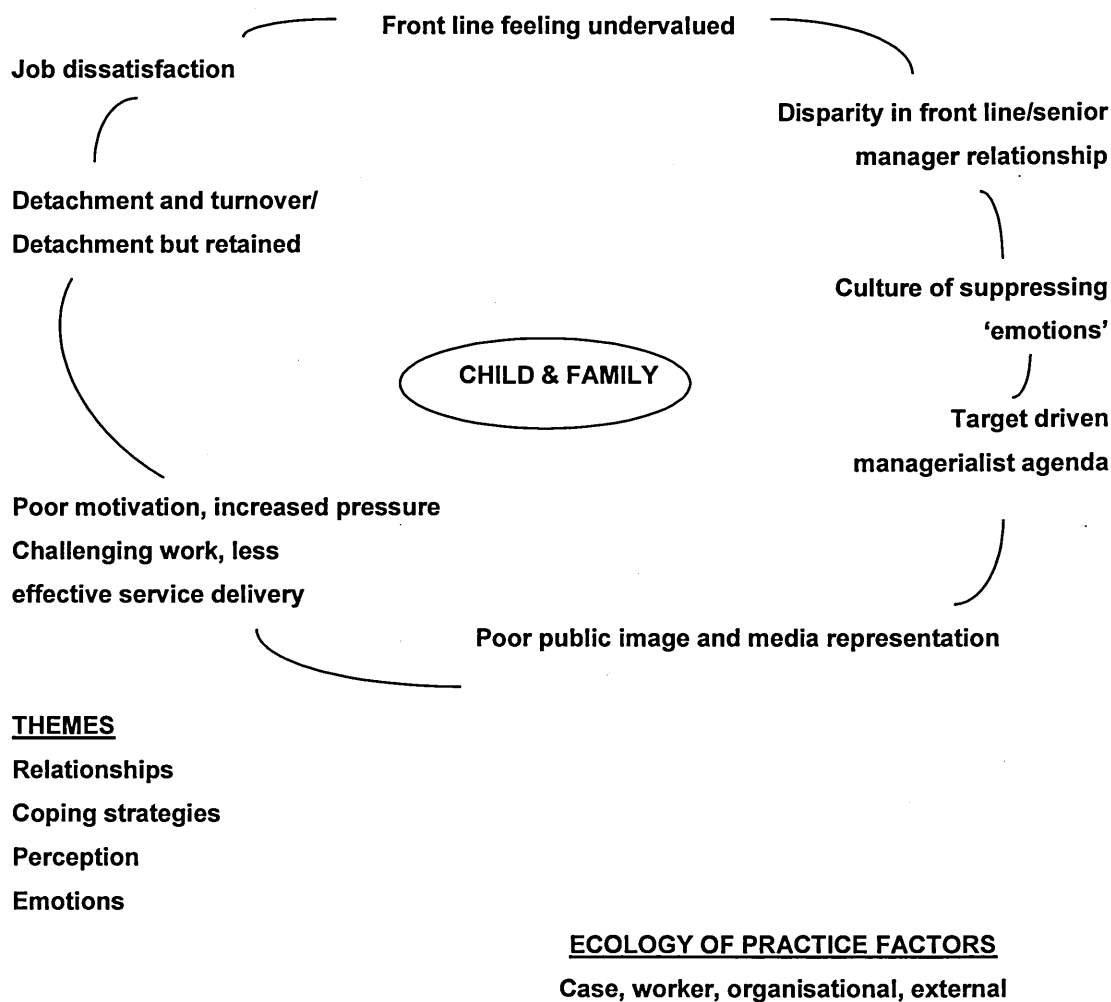 Front line feeling undervalued
Job dissatisfaction
Disparity in front line/senior
manager relationship
Detachment and turnover/
Detachment but retained
Culture of suppressing
‘emotions’
CHILD & FAMILY
Target driven
managerialist agenda
Poor motivation, increased pressure
Challenging work, less
effective service delivery
Poor public image and media representation
THEMES
Relationships
Coping strategies
Perception
Emotions
ECOLOGY OF PRACTICE FACTORS
Case, worker, organisational, external